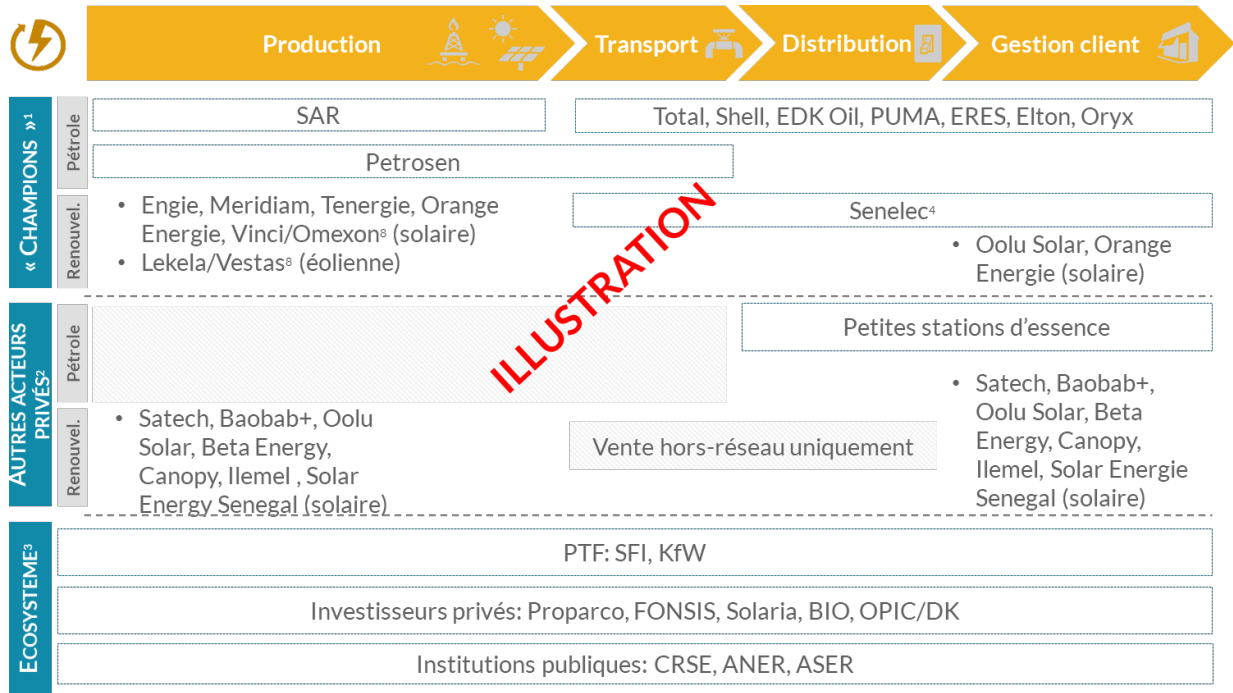 Production
Transport
Distribution
Gestion client
« CHAMPIONS »¹
Pétrole
SAR
Total, Shell, EDK Oil, PUMA, ERES, Elton, Oryx
Petrosen
Renouvel.
• Engie, Meridiam, Tenergie, Orange
Energie, Vinci/Omexon⁸ (solaire)
• Lekela/Vestas⁸ (éolienne)
Senelec⁴
• Oolu Solar, Orange
Energie (solaire)
ILLUSTRATION
AUTRES ACTEURS
PRIVÉS²
Pétrole
Petites stations d’essence
Renouvel.
• Satech, Baobab+, Oolu
Solar, Beta Energy,
Canopy, Ilemel , Solar
Energy Senegal (solaire)
Vente hors-réseau uniquement
• Satech, Baobab+,
Oolu Solar, Beta
Energy, Canopy,
Ilemel, Solar Energie
Senegal (solaire)
ECOSYSTEME³
PTF: SFI, KfW
Investisseurs privés: Proparco, FONSIS, Solaria, BIO, OPIC/DK
Institutions publiques: CRSE, ANER, ASER